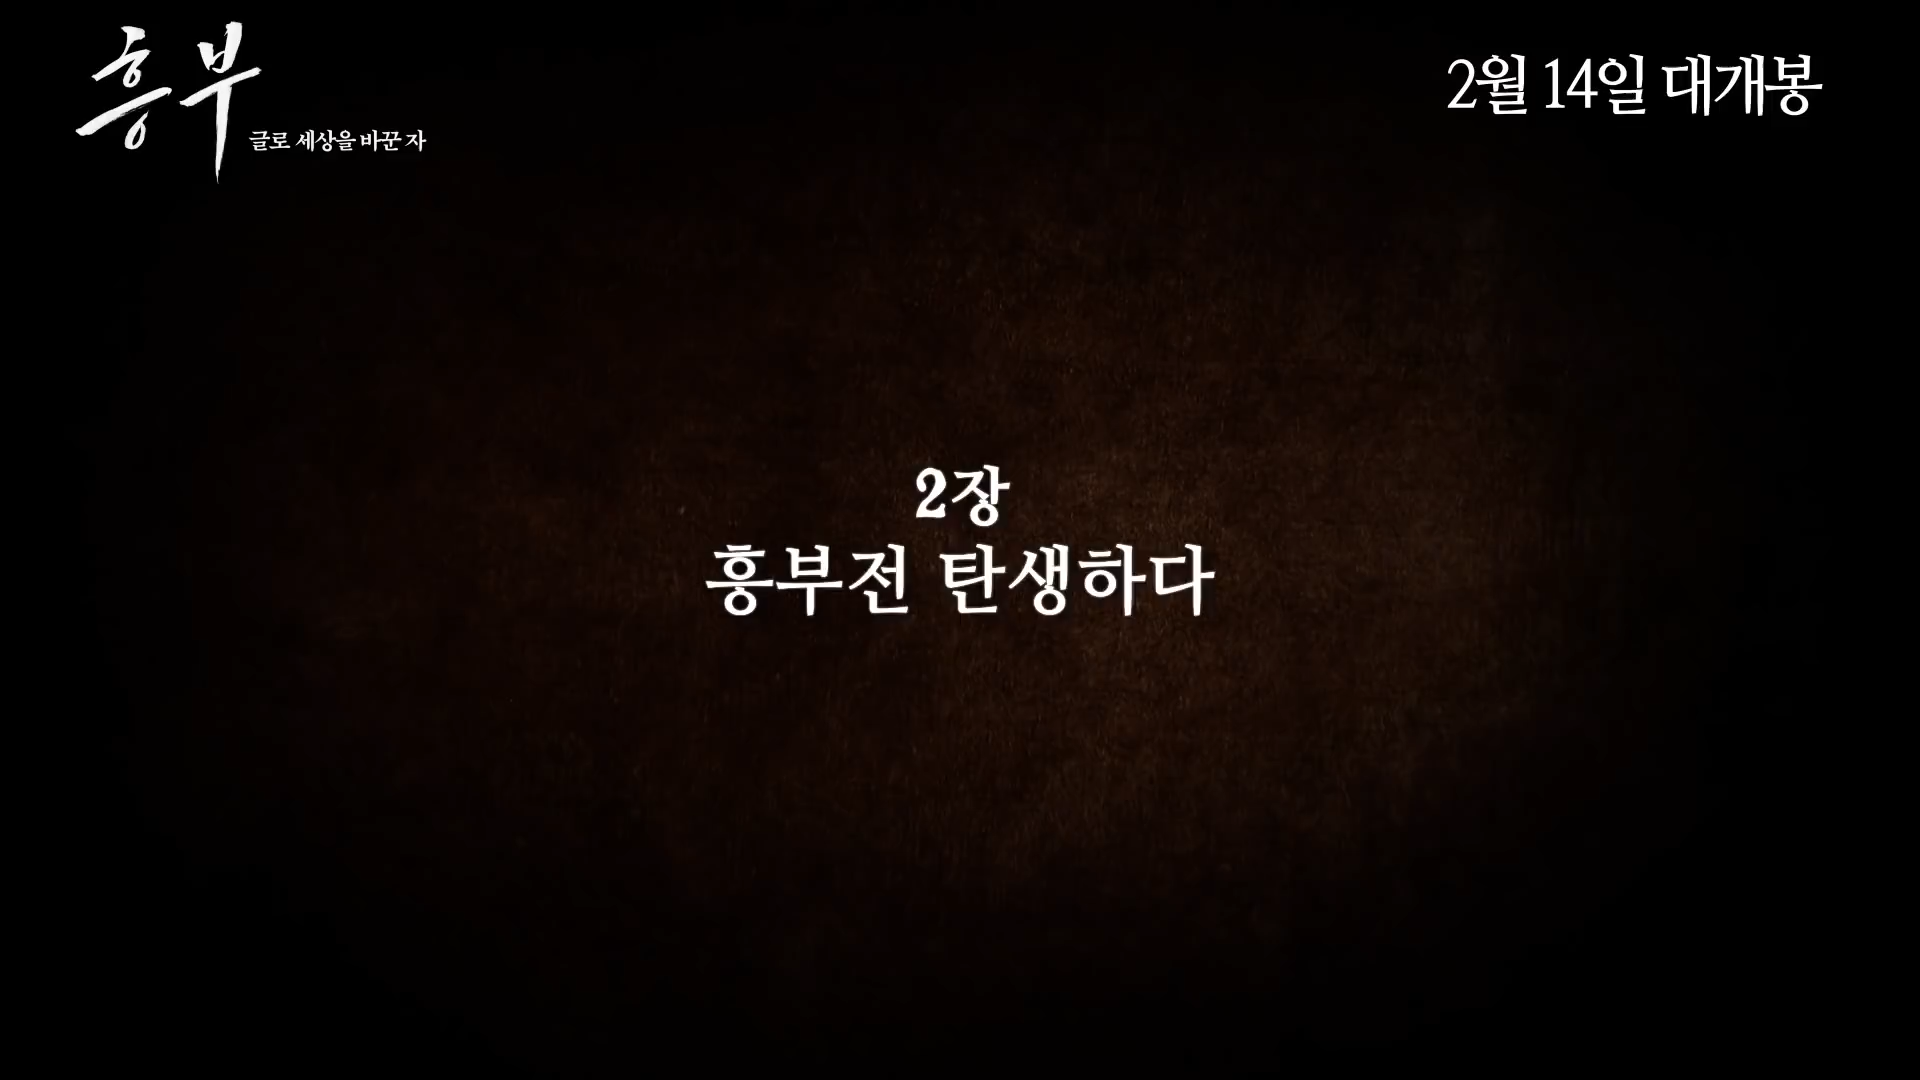 흥부
글로 세상을 바꾼 자
2월 14일 대개봉
2장
흥부전 탄생하다